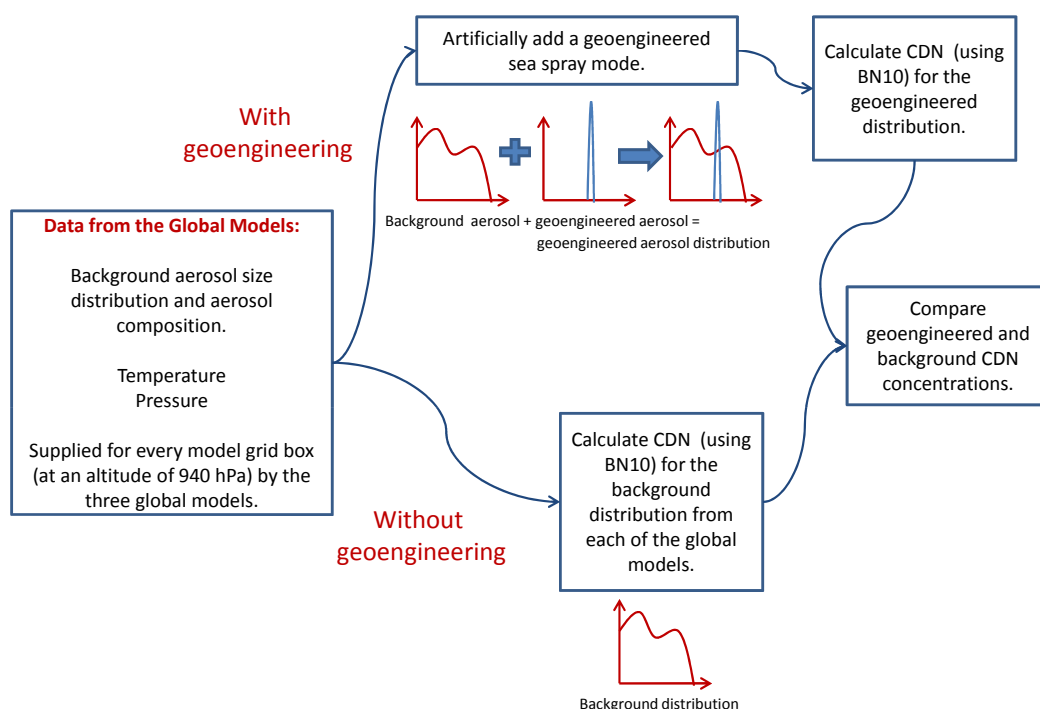 Artificially add a geoengineered
sea spray mode.
Calculate CDN (using
BN10) for the
geoengineered
distribution.
With
geoengineering
Background aerosol + geoengineered aerosol =
geoengineered aerosol distribution
Data from the Global Models:
Background aerosol size
distribution and aerosol
composition.
Temperature
Pressure
Supplied for every model grid box
(at an altitude of 940 hPa) by the
three global models.
Compare
geoengineered and
background CDN
concentrations.
Without
geoengineering
Calculate CDN (using
BN10) for the
background
distribution from
each of the global
models.
Background distribution